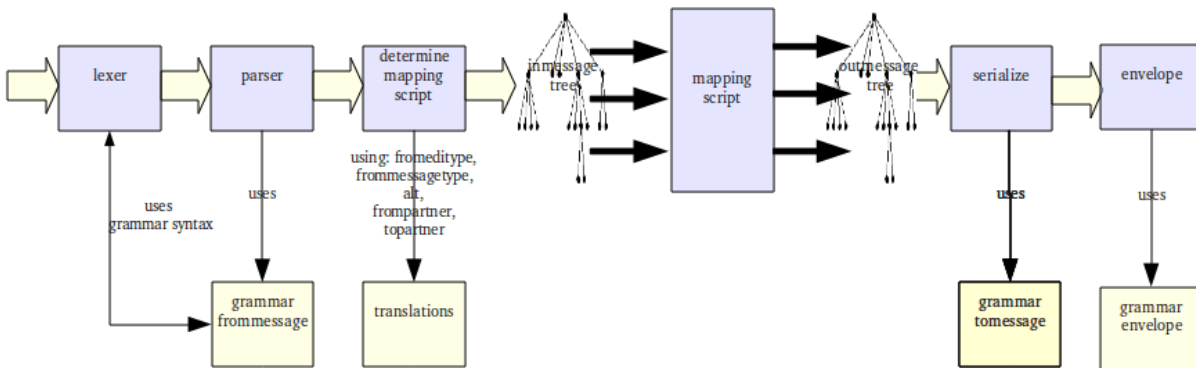 lexer
parser
determine
mapping
script
inmessage
tree
mapping
script
outmessage
tree
serialize
envelope
using: fromeditype,
frommessagetype,
alt,
frompartner,
topartner
uses
grammar syntax
uses
uses
uses
grammar
frommessage
translations
grammar
tomessage
grammar
envelope